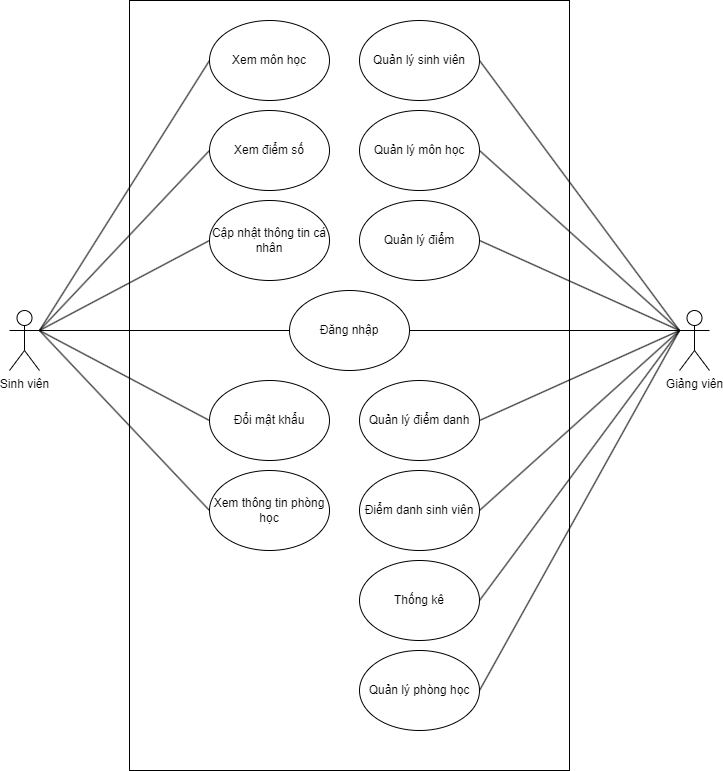 Xem môn học
Quản lý sinh viên
Xem điểm số
Quản lý môn học
Cập nhật thông tin cá
nhân
Quản lý điểm
Đăng nhập
Sinh viên
Giảng viên
Đổi mật khẩu
Quản lý điểm danh
Xem thông tin phòng
học
Điểm danh sinh viên
Thống kê
Quản lý phòng học